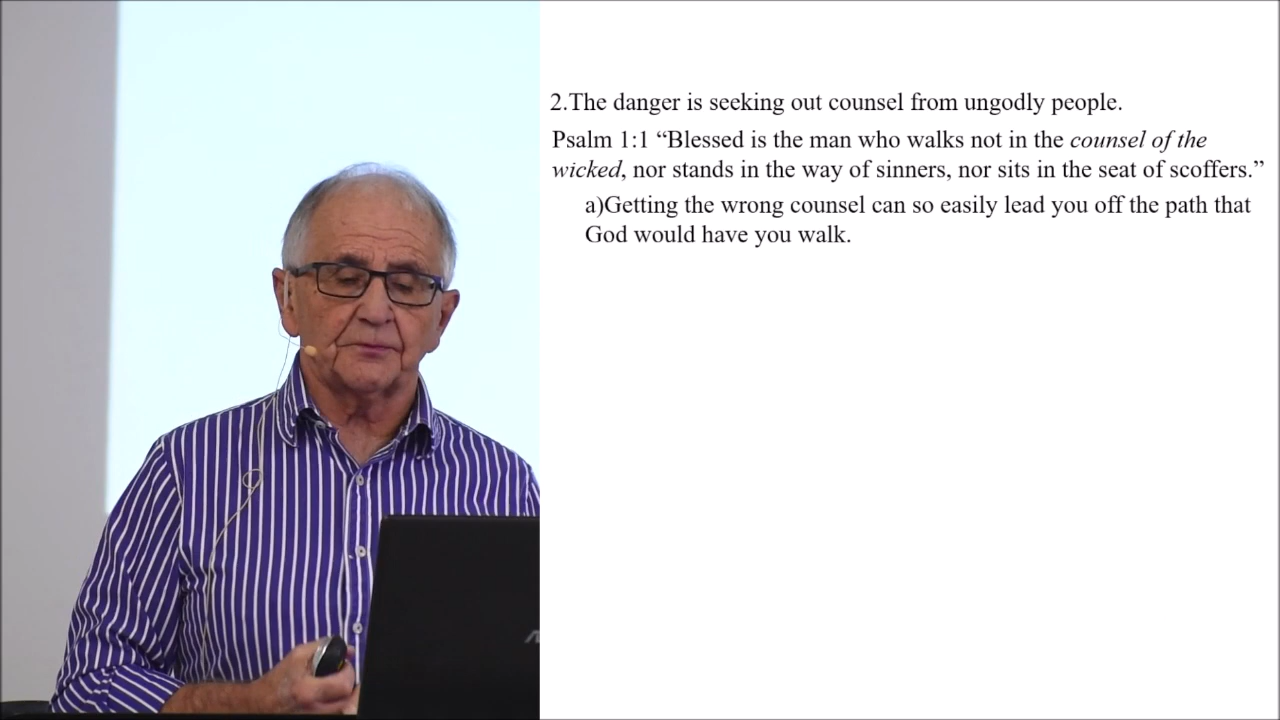 2.The danger is seeking out counsel from ungodly people.
Psalm 1:1 “Blessed is the man who walks not in the counsel of the
wicked, nor stands in the way of sinners, nor sits in the seat of scoffers.”
a)Getting the wrong counsel can so easily lead you off the path that
God would have you walk.